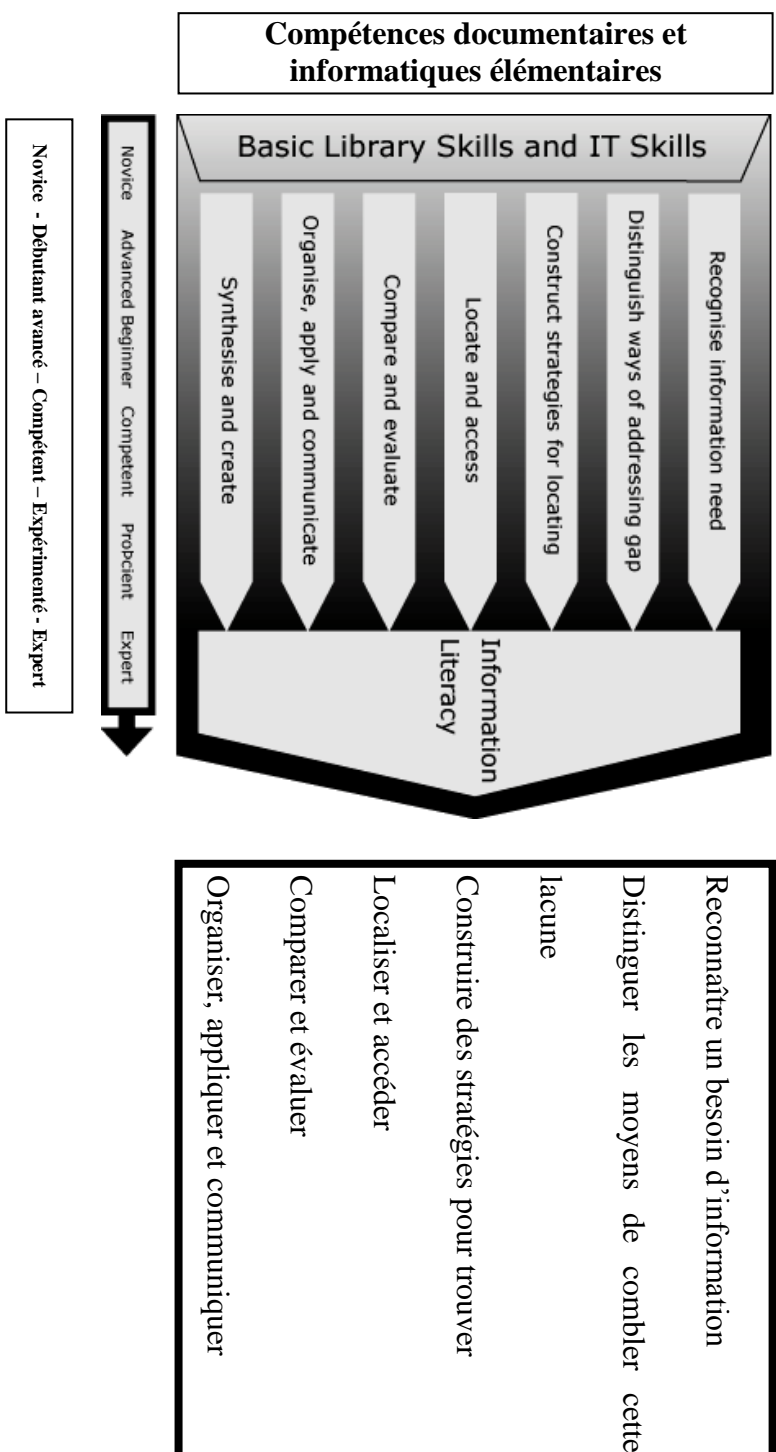 Compétences documentaires et
informatiques élémentaires
Basic Library Skills and IT Skills
Recognise information need
Distinguish ways of addressing gap
Construct strategies for locating
Locate and access
Compare and evaluate
Organise, apply and communicate
Synthesise and create
Information
Literacy
Novice Advanced Beginner Competent ProÞcient Expert
Novice - Débutant avancé – Compétent – Expérimenté - Expert
Reconnaître un besoin d’information
Distinguer les moyens de combler cette
lacune
Construire des stratégies pour trouver
Localiser et accéder
Comparer et évaluer
Organiser, appliquer et communiquer